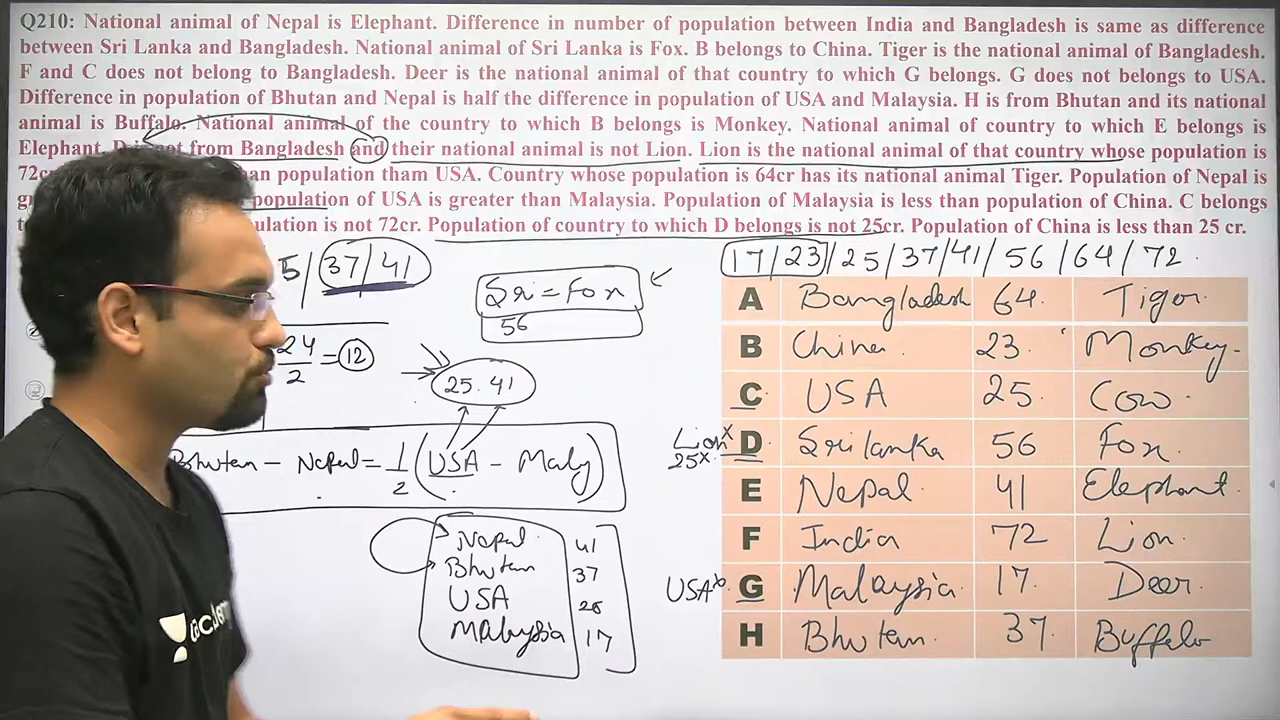 Q210: National animal of Nepal is Elephant. Difference in number of population between India and Bangladesh is same as difference
between Sri Lanka and Bangladesh. National animal of Sri Lanka is Fox. B belongs to China. Tiger is the national animal of Bangladesh.
F and C does not belong to Bangladesh. Deer is the national animal of that country to which G belongs. G does not belongs to USA.
Difference in population of Bhutan and Nepal is half the difference in population of USA and Malaysia. H is from Bhutan and its national
animal is Buffalo. National animal of the country to which B belongs is Monkey. National animal of country to which E belongs is
Elephant. D is not from Bangladesh and their national animal is not Lion. Lion is the national animal of that country whose population is
72cr an population tham USA. Country whose population is 64cr has its national animal Tiger. Population of Nepal is
population of USA is greater than Malaysia. Population of Malaysia is less than population of China. C belongs
ulation is not 72cr. Population of country to which D belongs is not 25cr. Population of China is less than 25 cr.
17/23/25/37/41/56/64/72.
5/37/41
Sri = Fox
56
24/2 = 12
25. 41
Bhutan - Nepal = 1/2 (USA - Maly)
Nepal 41
Bhutan 37
USA 25
Malaysia 17
A Bangladesh 64. Tiger.
B China. 23. Monkey.
C USA 25. Cow.
Lion x 25 x. D Srilanka 56 Fox.
E Nepal. 41 Elephant.
F India 72 Lion.
USA x. G Malaysia. 17. Deer.
H Bhutan. 37. Buffalo